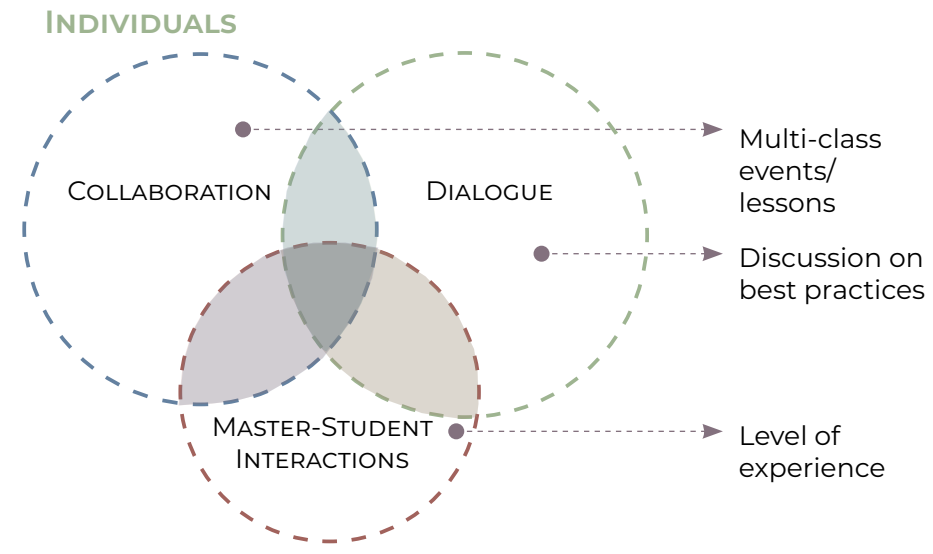 Individuals
Collaboration
Dialogue
Master-Student
Interactions
Multi-class
events/
lessons
Discussion on
best practices
Level of
experience